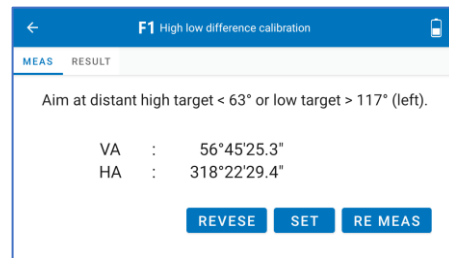 ← F1 High low difference calibration
MEAS RESULT
Aim at distant high target < 63° or low target > 117° (left).
VA : 56°45'25.3"
HA : 318°22'29.4"
REVESE SET RE MEAS